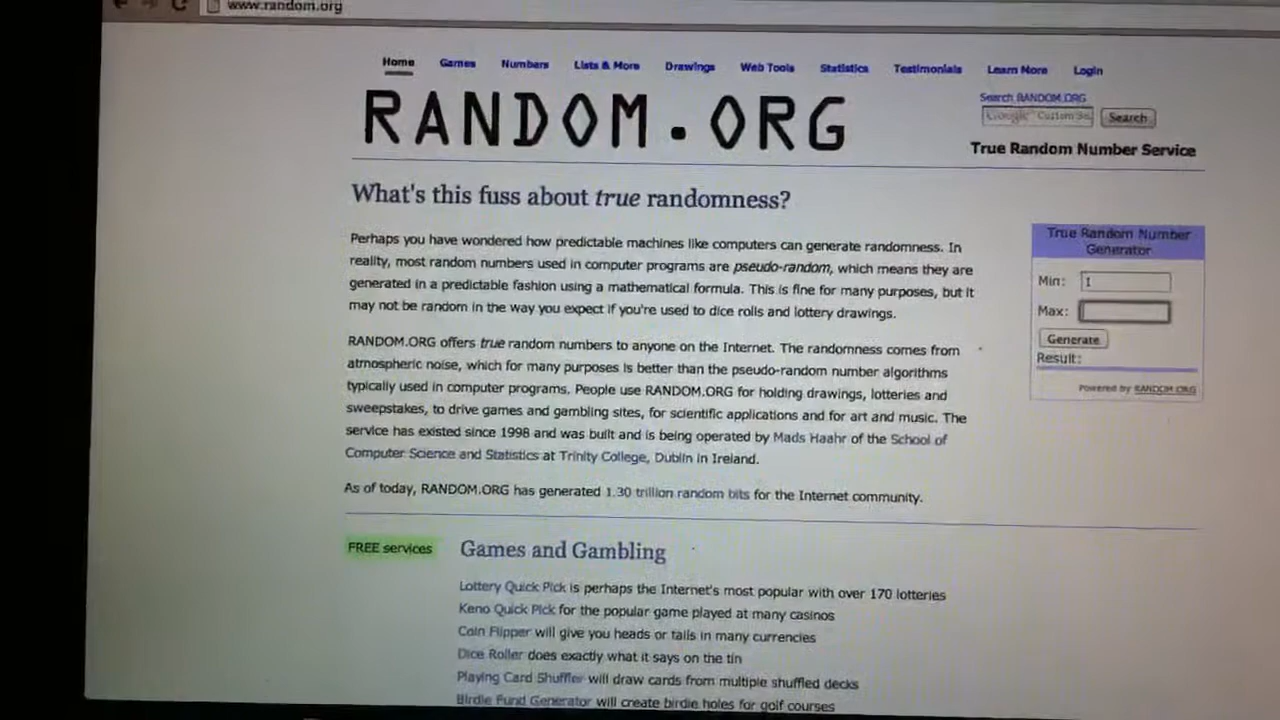 www.random.org
Home Games Numbers Lists & More Drawings Web Tools Statistics Testimonials Learn More Login
Search RANDOM.ORG
Google Custom Se Search
RANDOM.ORG
True Random Number Service
What's this fuss about true randomness?
Perhaps you have wondered how predictable machines like computers can generate randomness. In
reality, most random numbers used in computer programs are pseudo-random, which means they are
generated in a predictable fashion using a mathematical formula. This is fine for many purposes, but it
may not be random in the way you expect if you're used to dice rolls and lottery drawings.
RANDOM.ORG offers true random numbers to anyone on the Internet. The randomness comes from
atmospheric noise, which for many purposes is better than the pseudo-random number algorithms
typically used in computer programs. People use RANDOM.ORG for holding drawings, lotteries and
sweepstakes, to drive games and gambling sites, for scientific applications and for art and music. The
service has existed since 1998 and was built and is being operated by Mads Haahr of the School of
Computer Science and Statistics at Trinity College, Dublin in Ireland.
As of today, RANDOM.ORG has generated 1.30 trillion random bits for the Internet community.
True Random Number
Generator
Min: 1
Max:
Generate
Result:
Powered by RANDOM.ORG
FREE services
Games and Gambling
Lottery Quick Pick is perhaps the Internet's most popular with over 170 lotteries
Keno Quick Pick for the popular game played at many casinos
Coin Flipper will give you heads or tails in many currencies
Dice Roller does exactly what it says on the tin
Playing Card Shuffler will draw cards from multiple shuffled decks
Birdie Fund Generator will create birdie holes for golf courses